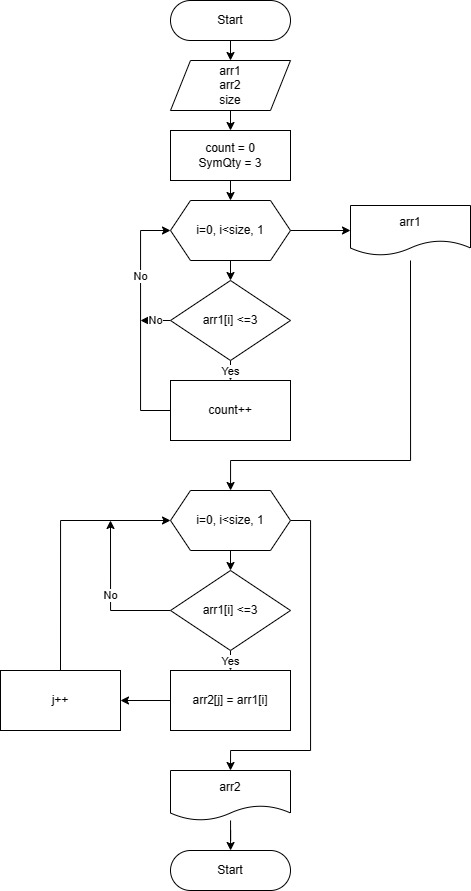 Start
arr1
arr2
size
count = 0
SymQty = 3
i=0, i<size, 1
arr1
No
arr1[i] <=3
No
Yes
count++
i=0, i<size, 1
No
arr1[i] <=3
Yes
j++
arr2[j] = arr1[i]
arr2
Start